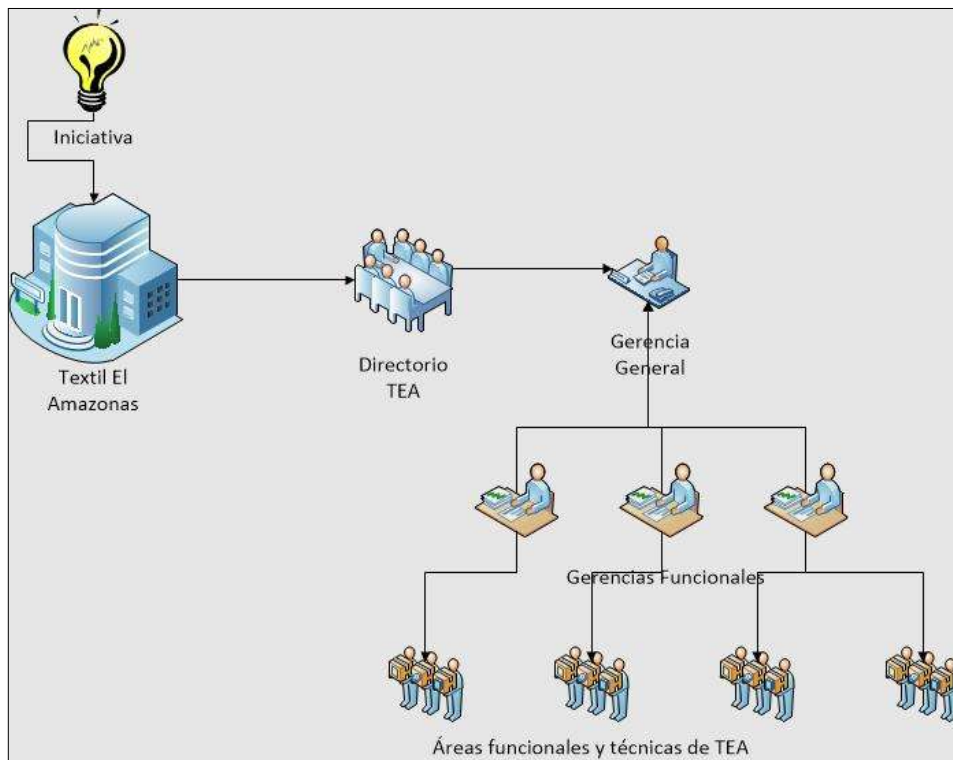 Iniciativa
Textil El
Amazonas
Directorio
TEA
Gerencia
General
Gerencias Funcionales
Áreas funcionales y técnicas de TEA